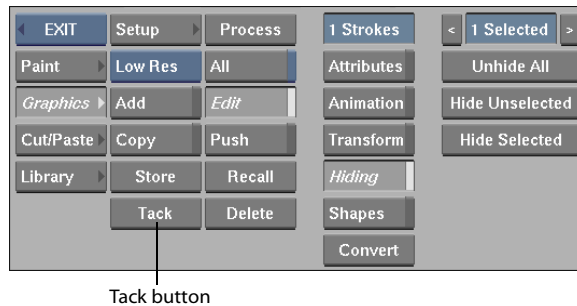 EXIT Setup Process 1 Strokes < 1 Selected >
Paint Low Res All Attributes Unhide All
Graphics Add Edit Animation Hide Unselected
Cut/Paste Copy Push Transform Hide Selected
Library Store Recall Hiding
Tack Delete Shapes
Convert
Tack button